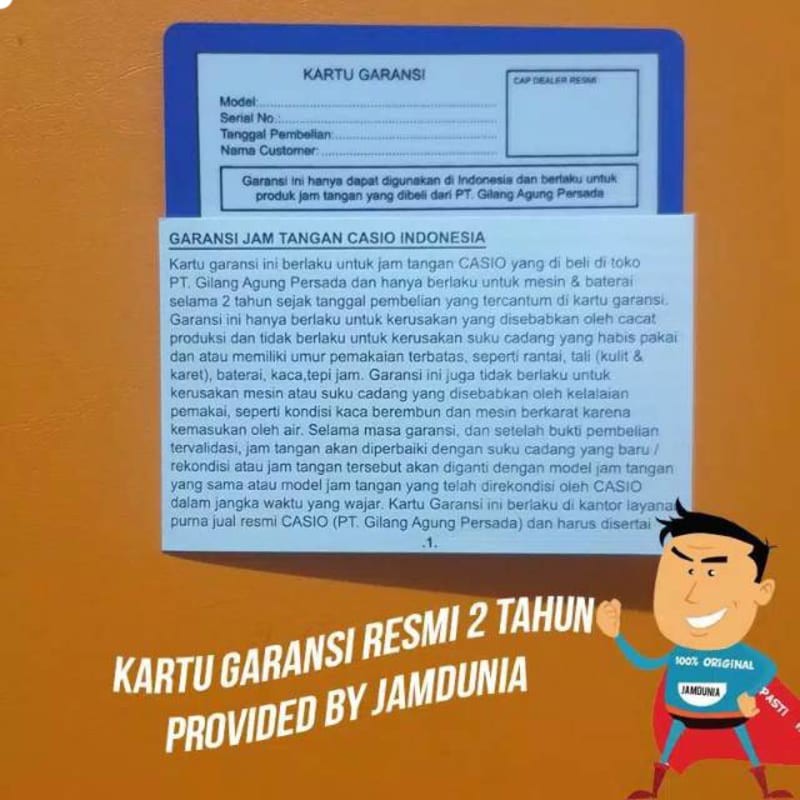 KARTU GARANSI
CAP DEALER RESMI
Model:
Serial No.:
Tanggal Pembelian:
Nama Customer:
Garansi ini hanya dapat digunakan di Indonesia dan berlaku untuk
produk jam tangan yang dibeli dari PT. Gilang Agung Persada
GARANSI JAM TANGAN CASIO INDONESIA
Kartu garansi ini berlaku untuk jam tangan CASIO yang di beli di toko
PT. Gilang Agung Persada dan hanya berlaku untuk mesin & baterai
selama 2 tahun sejak tanggal pembelian yang tercantum di kartu garansi.
Garansi ini hanya berlaku untuk kerusakan yang disebabkan oleh cacat
produksi dan tidak berlaku untuk kerusakan suku cadang yang habis pakai
dan atau memiliki umur pemakaian terbatas, seperti rantai, tali (kulit &
karet), baterai, kaca,tepi jam. Garansi ini juga tidak berlaku untuk
kerusakan mesin atau suku cadang yang disebabkan oleh kelalaian
pemakai, seperti kondisi kaca berembun dan mesin berkarat karena
kemasukan oleh air. Selama masa garansi, dan setelah bukti pembelian
tervalidasi, jam tangan akan diperbaiki dengan suku cadang yang baru /
rekondisi atau jam tangan tersebut akan diganti dengan model jam tangan
yang sama atau model jam tangan yang telah direkondisi oleh CASIO
dalam jangka waktu yang wajar. Kartu Garansi ini berlaku di kantor layana
purna jual resmi CASIO (PT. Gilang Agung Persada) dan harus disertai
.1.
KARTU GARANSI RESMI 2 TAHUN
PROVIDED BY JAMDUNIA
100% ORIGINAL
JAMDUNIA
PASTI